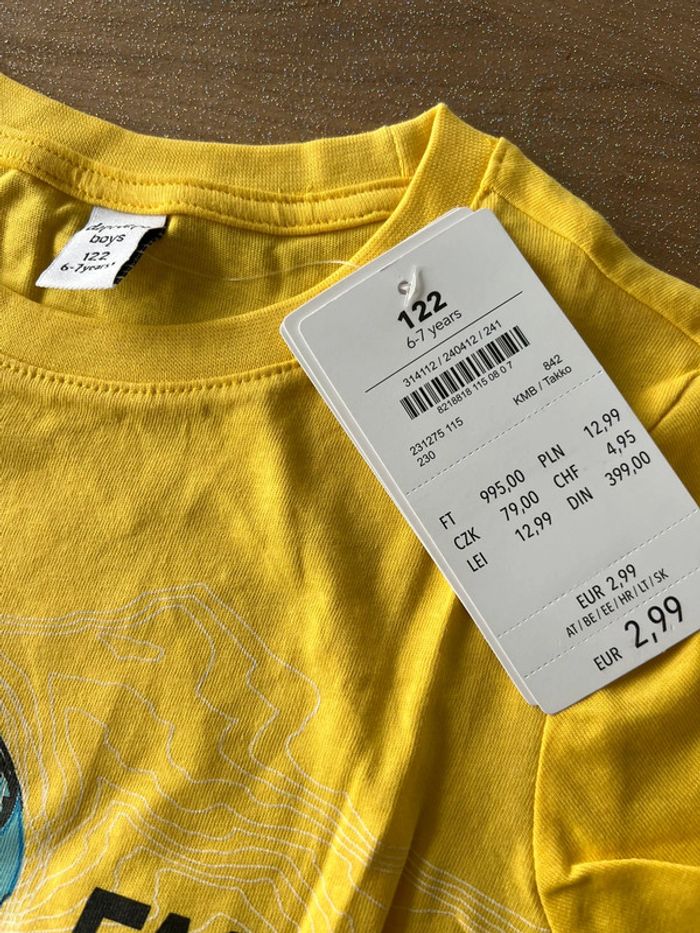 boys
122
6-7years
122
6-7 years
314112 / 240412 / 241
8218818 115 08 0 7
842
231275 115
KMB / Takko
230
FT 995,00 PLN 12,99
CZK 79,00 CHF 4,95
LEI 12,99 DIN 399,00
EUR 2,99
AT / BE / EE / HR / LT / SK
EUR 2,99